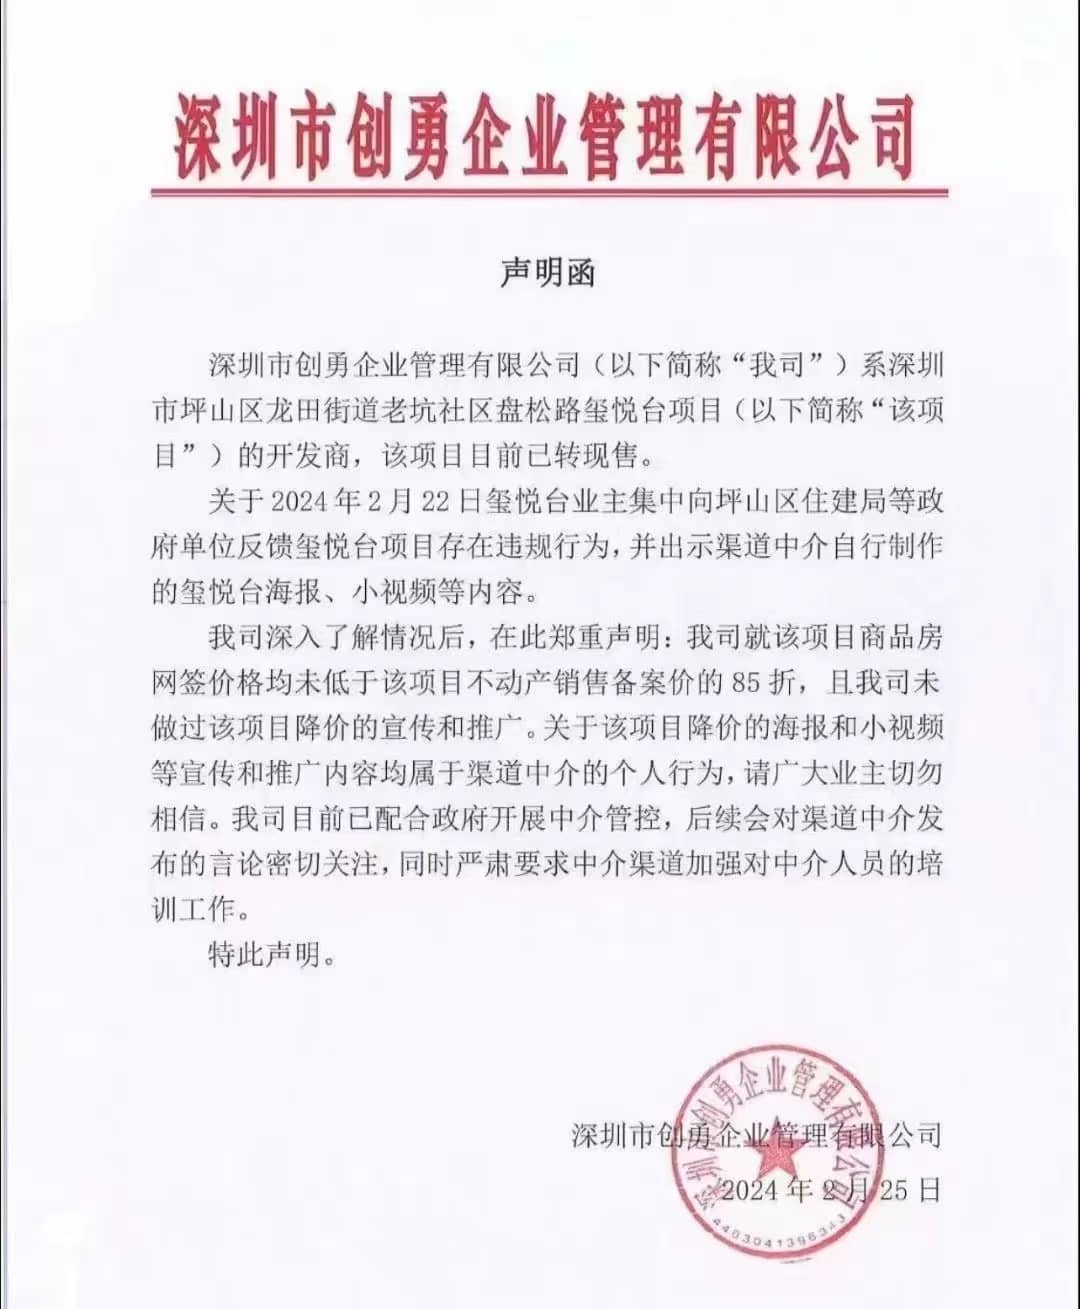 深圳市创勇企业管理有限公司
声明函
深圳市创勇企业管理有限公司（以下简称“我司”）系深圳
市坪山区龙田街道老坑社区盘松路玺悦台项目（以下简称“该项
目”）的开发商，该项目目前已转现售。
关于2024年2月22日玺悦台业主集中向坪山区住建局等政
府单位反馈玺悦台项目存在违规行为，并出示渠道中介自行制作
的玺悦台海报、小视频等内容。
我司深入了解情况后，在此郑重声明：我司就该项目商品房
网签价格均未低于该项目不动产销售备案价的85折，且我司未
做过该项目降价的宣传和推广。关于该项目降价的海报和小视频
等宣传和推广内容均属于渠道中介的个人行为，请广大业主切勿
相信。我司目前已配合政府开展中介管控，后续会对渠道中介发
布的言论密切关注，同时严肃要求中介渠道加强对中介人员的培
训工作。
特此声明。
深圳市创勇企业管理有限公司
2024年2月25日
深圳市创勇企业管理有限公司
4403041396343